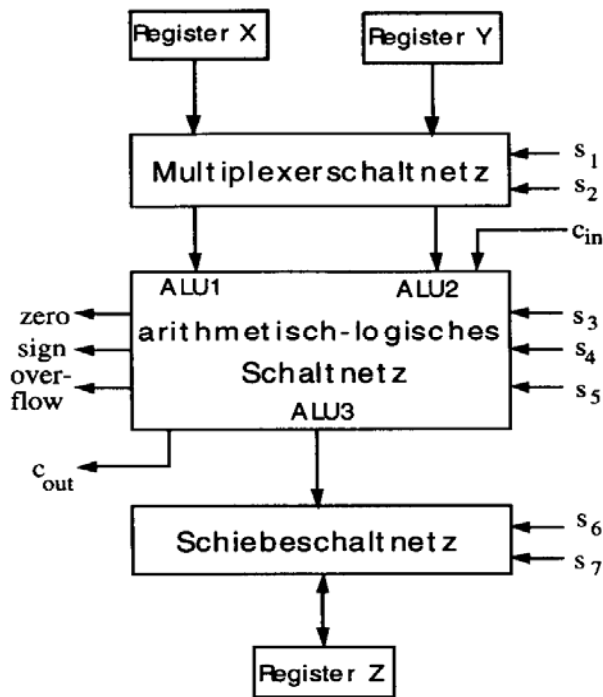 Register X
Register Y
Multiplexerschaltnetz
s1
s2
cin
ALU1
ALU2
zero
sign
over-
flow
arithmetisch-logisches
Schaltnetz
ALU3
s3
s4
s5
cout
Schiebeschaltnetz
s6
s7
Register Z